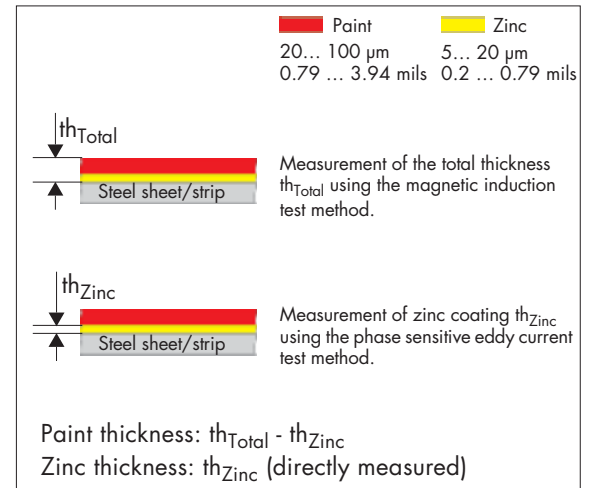 Paint Zinc
20... 100 µm 5... 20 µm
0.79 ... 3.94 mils 0.2 ... 0.79 mils
thTotal
Steel sheet/strip
Measurement of the total thickness
thTotal using the magnetic induction
test method.
thZinc
Steel sheet/strip
Measurement of zinc coating thZinc
using the phase sensitive eddy current
test method.
Paint thickness: thTotal - thZinc
Zinc thickness: thZinc (directly measured)